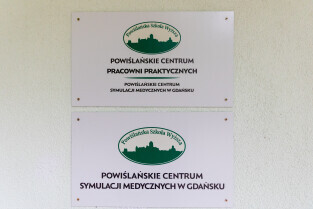 Powiślańska Szkoła Wyższa
POWIŚLAŃSKIE CENTRUM
PRACOWNI PRAKTYCZNYCH
POWIŚLAŃSKIE CENTRUM
SYMULACJI MEDYCZNYCH W GDAŃSKU
Powiślańska Szkoła Wyższa
POWIŚLAŃSKIE CENTRUM
SYMULACJI MEDYCZNYCH W GDAŃSKU